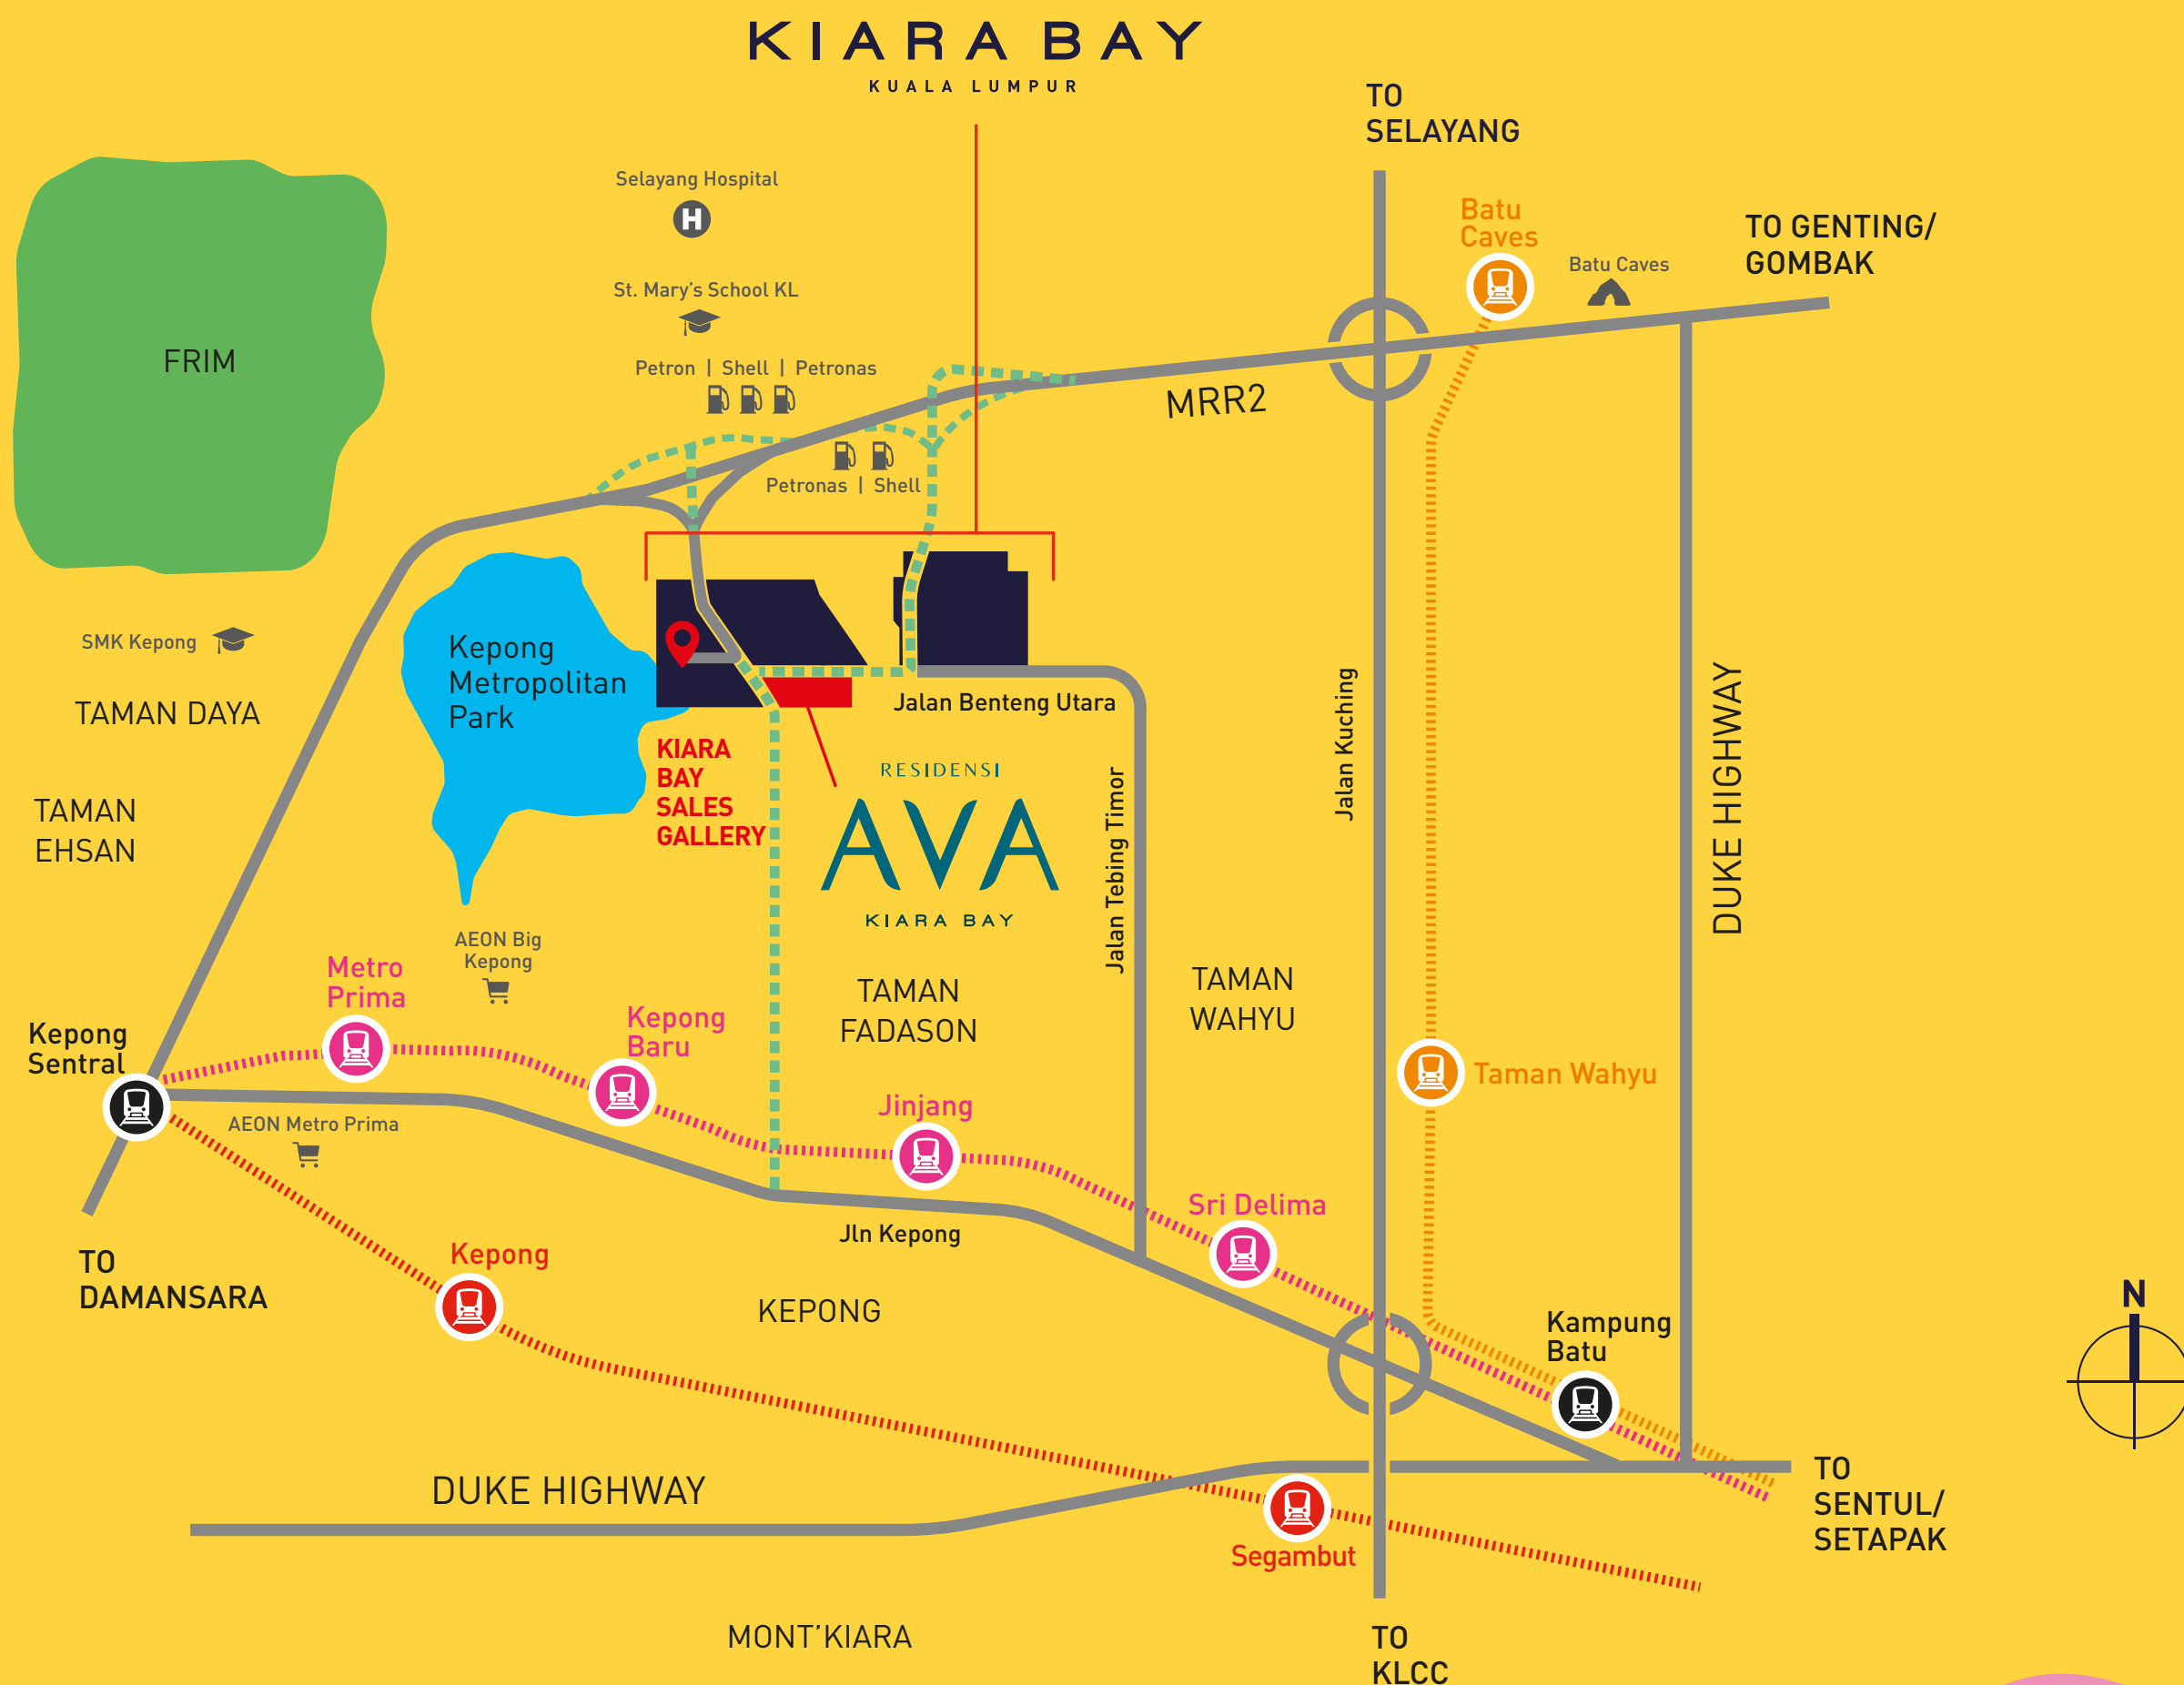 KIARA BAY
KUALA LUMPUR
TO
SELAYANG
Selayang Hospital
H
Batu
Caves
TO GENTING/
GOMBAK
Batu Caves
St. Mary's School KL
FRIM
Petron | Shell | Petronas
MRR2
Petronas | Shell
SMK Kepong
Kepong
Metropolitan
Park
TAMAN DAYA
Jalan Benteng Utara
Jalan Kuching
DUKE HIGHWAY
KIARA
BAY
SALES
GALLERY
RESIDENSI
AVA
KIARA BAY
TAMAN
EHSAN
Jalan Tebing Timor
AEON Big
Kepong
Metro
Prima
TAMAN
FADASON
TAMAN
WAHYU
Kepong
Sentral
Kepong
Baru
Taman Wahyu
Jinjang
AEON Metro Prima
Sri Delima
Jln Kepong
TO
DAMANSARA
Kepong
KEPONG
N
Kampung
Batu
DUKE HIGHWAY
TO
SENTUL/
SETAPAK
Segambut
MONT'KIARA
TO
KLCC